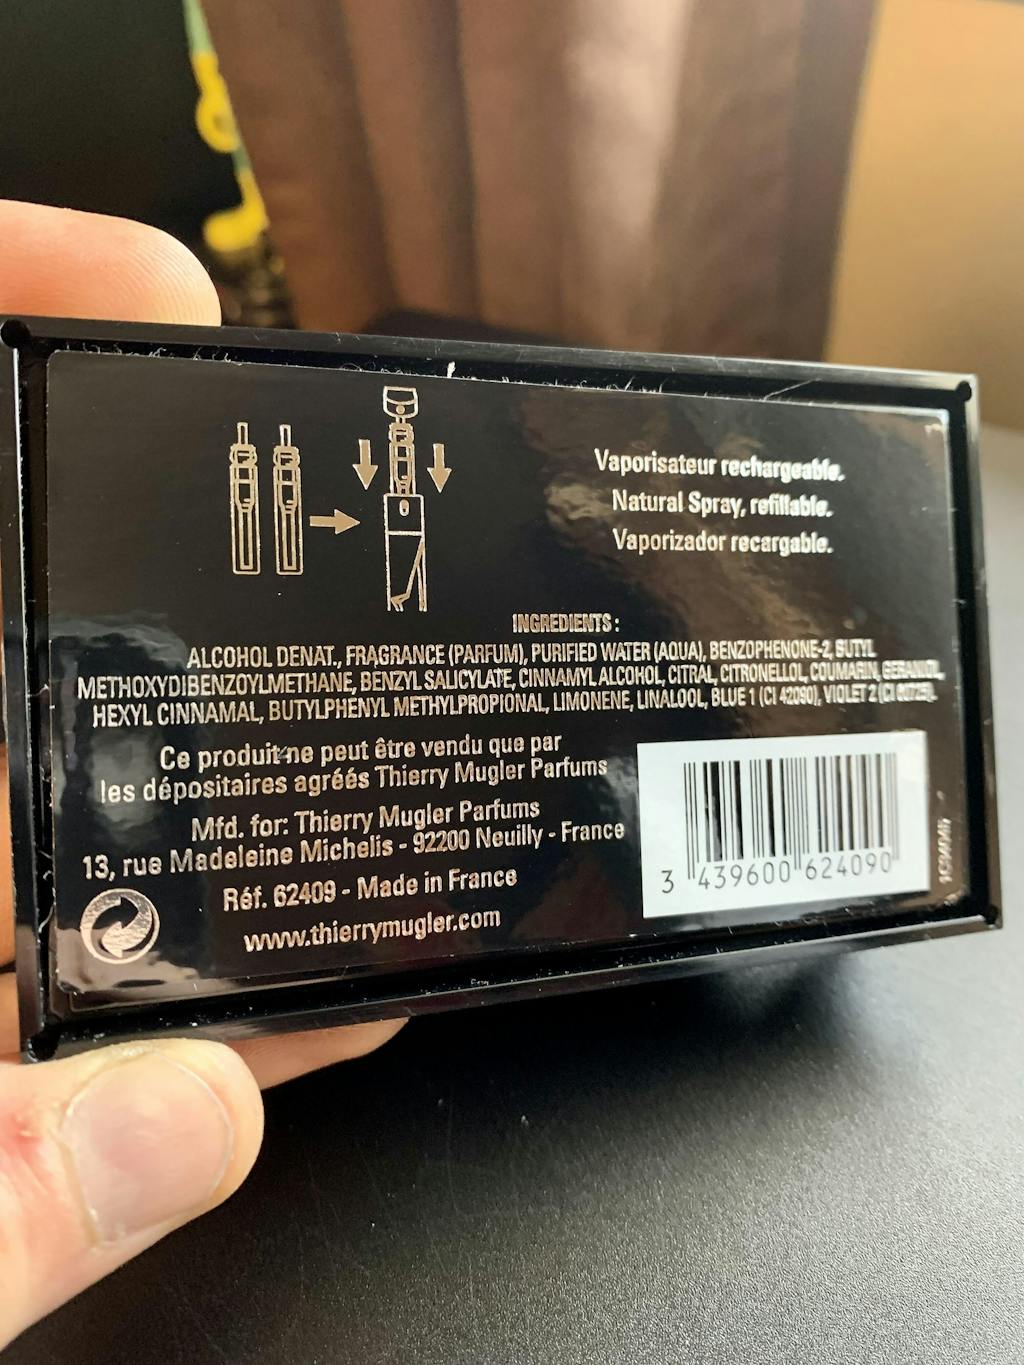 Vaporisateur rechargeable.
Natural Spray, refillable.
Vaporizador recargable.
INGREDIENTS :
ALCOHOL DENAT., FRAGRANCE (PARFUM), PURIFIED WATER (AQUA), BENZOPHENONE-2, BUTYL
METHOXYDIBENZOYLMETHANE, BENZYL SALICYLATE, CINNAMYL ALCOHOL, CITRAL, CITRONELLOL, COUMARIN, GERANIOL,
HEXYL CINNAMAL, BUTYLPHENYL METHYLPROPIONAL, LIMONENE, LINALOOL, BLUE 1 (CI 42090), VIOLET 2 (CI 60725).
Ce produit ne peut être vendu que par
les dépositaires agréés Thierry Mugler Parfums
Mfd. for: Thierry Mugler Parfums
13, rue Madeleine Michelis - 92200 Neuilly - France
Réf. 62409 - Made in France
www.thierrymugler.com
3 439600 624090